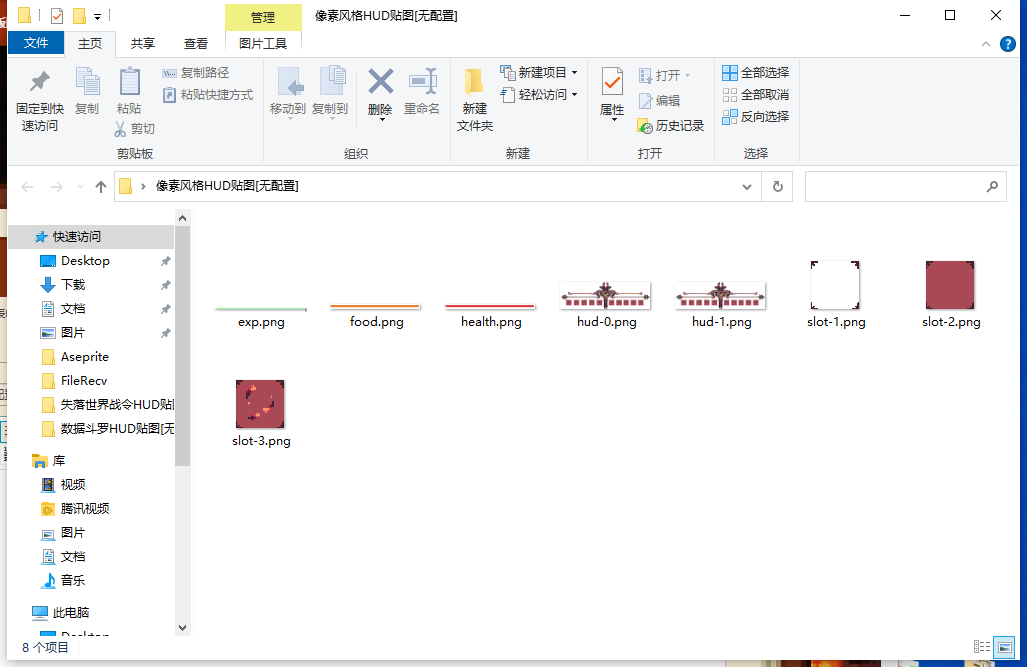 管理
像素风格HUD贴图[无配置]
文件
主页
共享
查看
图片工具
固定到快
速访问
复制
粘贴
复制路径
粘贴快捷方式
剪切
剪贴板
移动到
复制到
删除
重命名
组织
新建
文件夹
新建项目
轻松访问
新建
属性
打开
编辑
历史记录
打开
全部选择
全部取消
反向选择
选择
像素风格HUD贴图[无配置]
快速访问
Desktop
下载
文档
图片
Aseprite
FileRecv
失落世界战令HUD贴
数据斗罗HUD贴图[无
库
视频
腾讯视频
图片
文档
音乐
此电脑
Desktop
exp.png
food.png
health.png
hud-0.png
hud-1.png
slot-1.png
slot-2.png
slot-3.png
8 个项目